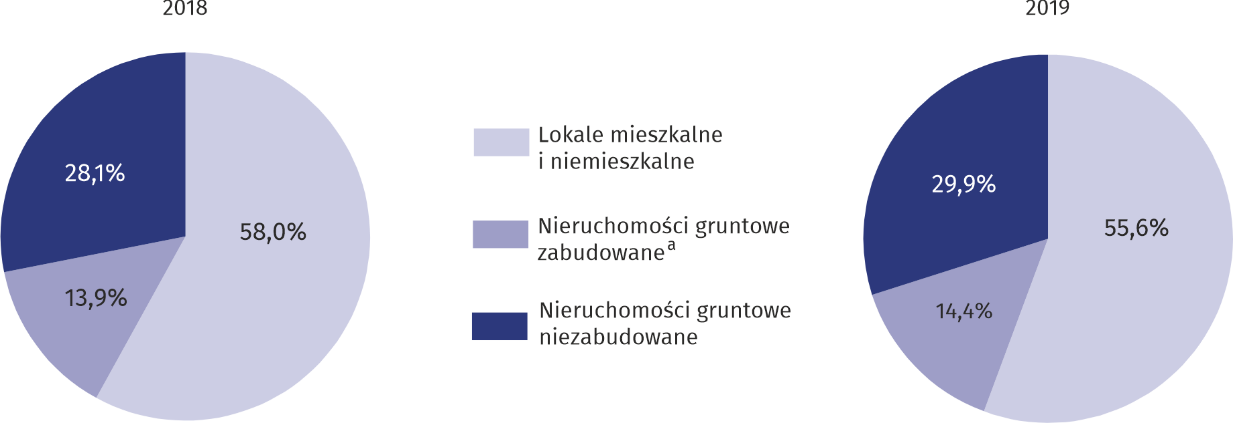 2018
28,1%
58,0%
13,9%
Lokale mieszkalne
i niemieszkalne
Nieruchomości gruntowe
zabudowaneᵃ
Nieruchomości gruntowe
niezabudowane
2019
29,9%
55,6%
14,4%